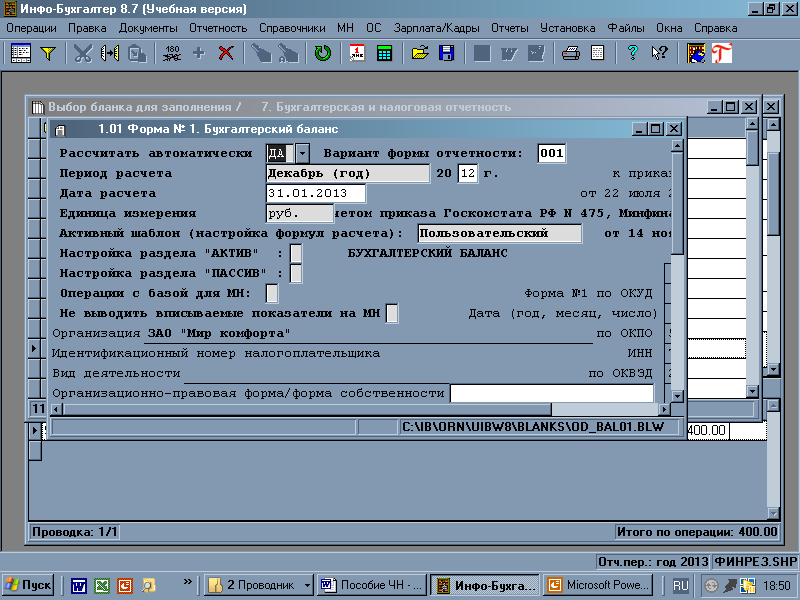 Инфо-Бухгалтер 8.7 (Учебная версия)
Операции Правка Документы Отчетность Справочники МН ОС Зарплата/Кадры Отчеты Установка Файлы Окна Справка
Выбор бланка для заполнения / 7. Бухгалтерская и налоговая отчетность
1.01 Форма № 1. Бухгалтерский баланс
Рассчитать автоматически ДА Вариант формы отчетности: 001
Период расчета Декабрь (год) 20 12 г. к приказ
Дата расчета 31.01.2013 от 22 июля 2
Единица измерения руб. етом приказа Госкомстата РФ N 475, Минфина
Активный шаблон (настройка формул расчета): Пользовательский от 14 ноя
Настройка раздела "АКТИВ" : БУХГАЛТЕРСКИЙ БАЛАНС
Настройка раздела "ПАССИВ" :
Операции с базой для МН: Форма №1 по ОКУД
Не выводить вписываемые показатели на МН Дата (год, месяц, число)
Организация ЗАО "Мир комфорта" по ОКПО
Идентификационный номер налогоплательщика ИНН
Вид деятельности по ОКВЭД
Организационно-правовая форма/форма собственности
11
C:\IB\ORN\UIBW8\BLANKS\OD_BAL01.BLW
400.00
Проводка: 1/1 Итого по операции: 400.00
Отч.пер.: год 2013 ФИНРЕЗ.SHP
Пуск » 2 Проводник Пособие ЧН - ... Инфо-Бухга... Microsoft Powe... RU 18:50